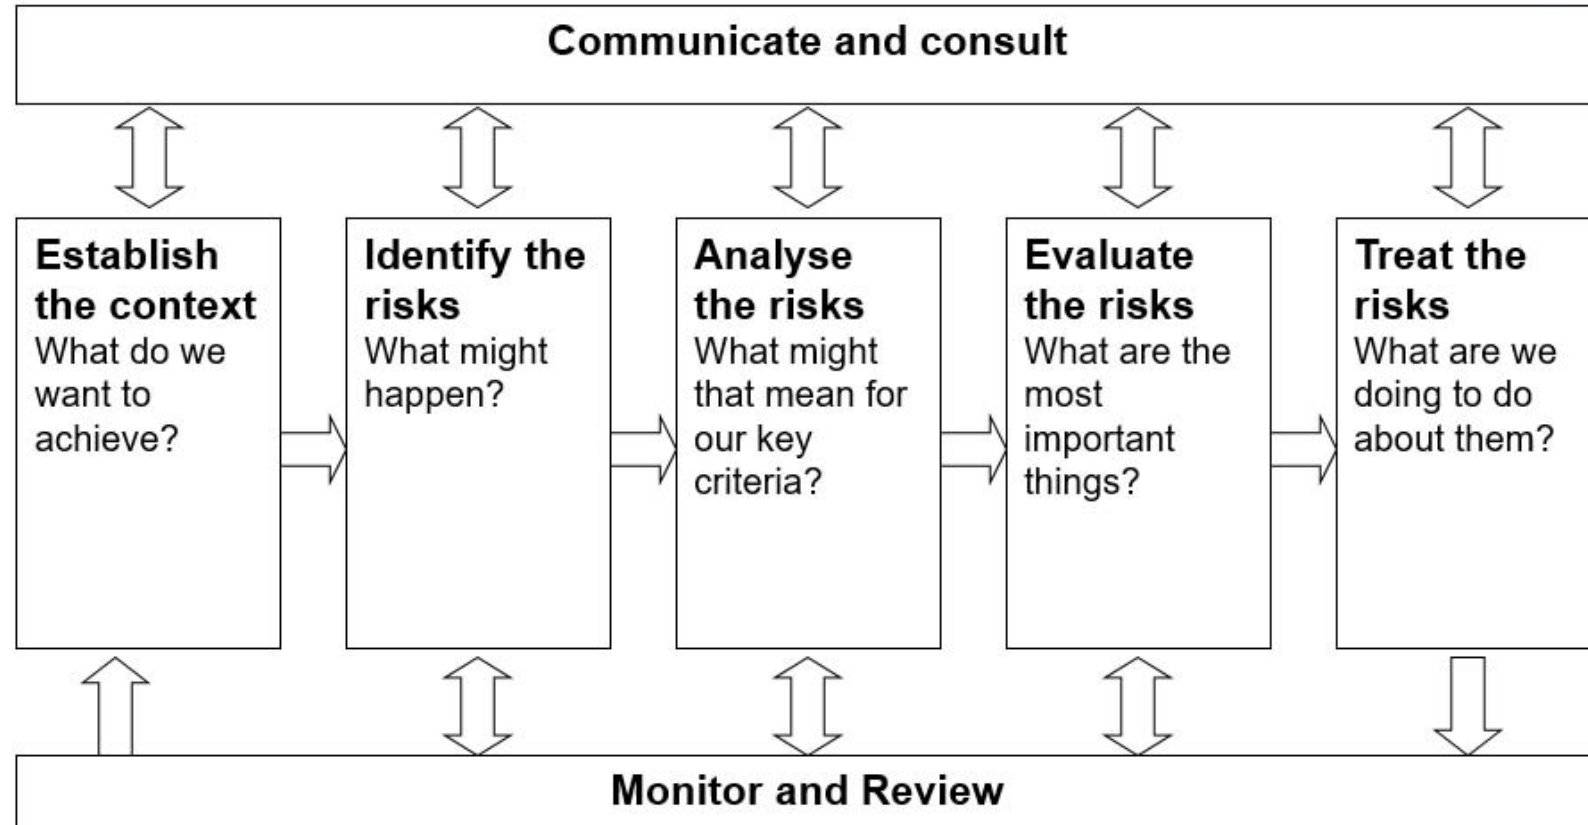 Communicate and consult
Establish
the context
What do we
want to
achieve?
Identify the
risks
What might
happen?
Analyse
the risks
What might
that mean for
our key
criteria?
Evaluate
the risks
What are the
most
important
things?
Treat the
risks
What are we
doing to do
about them?
Monitor and Review